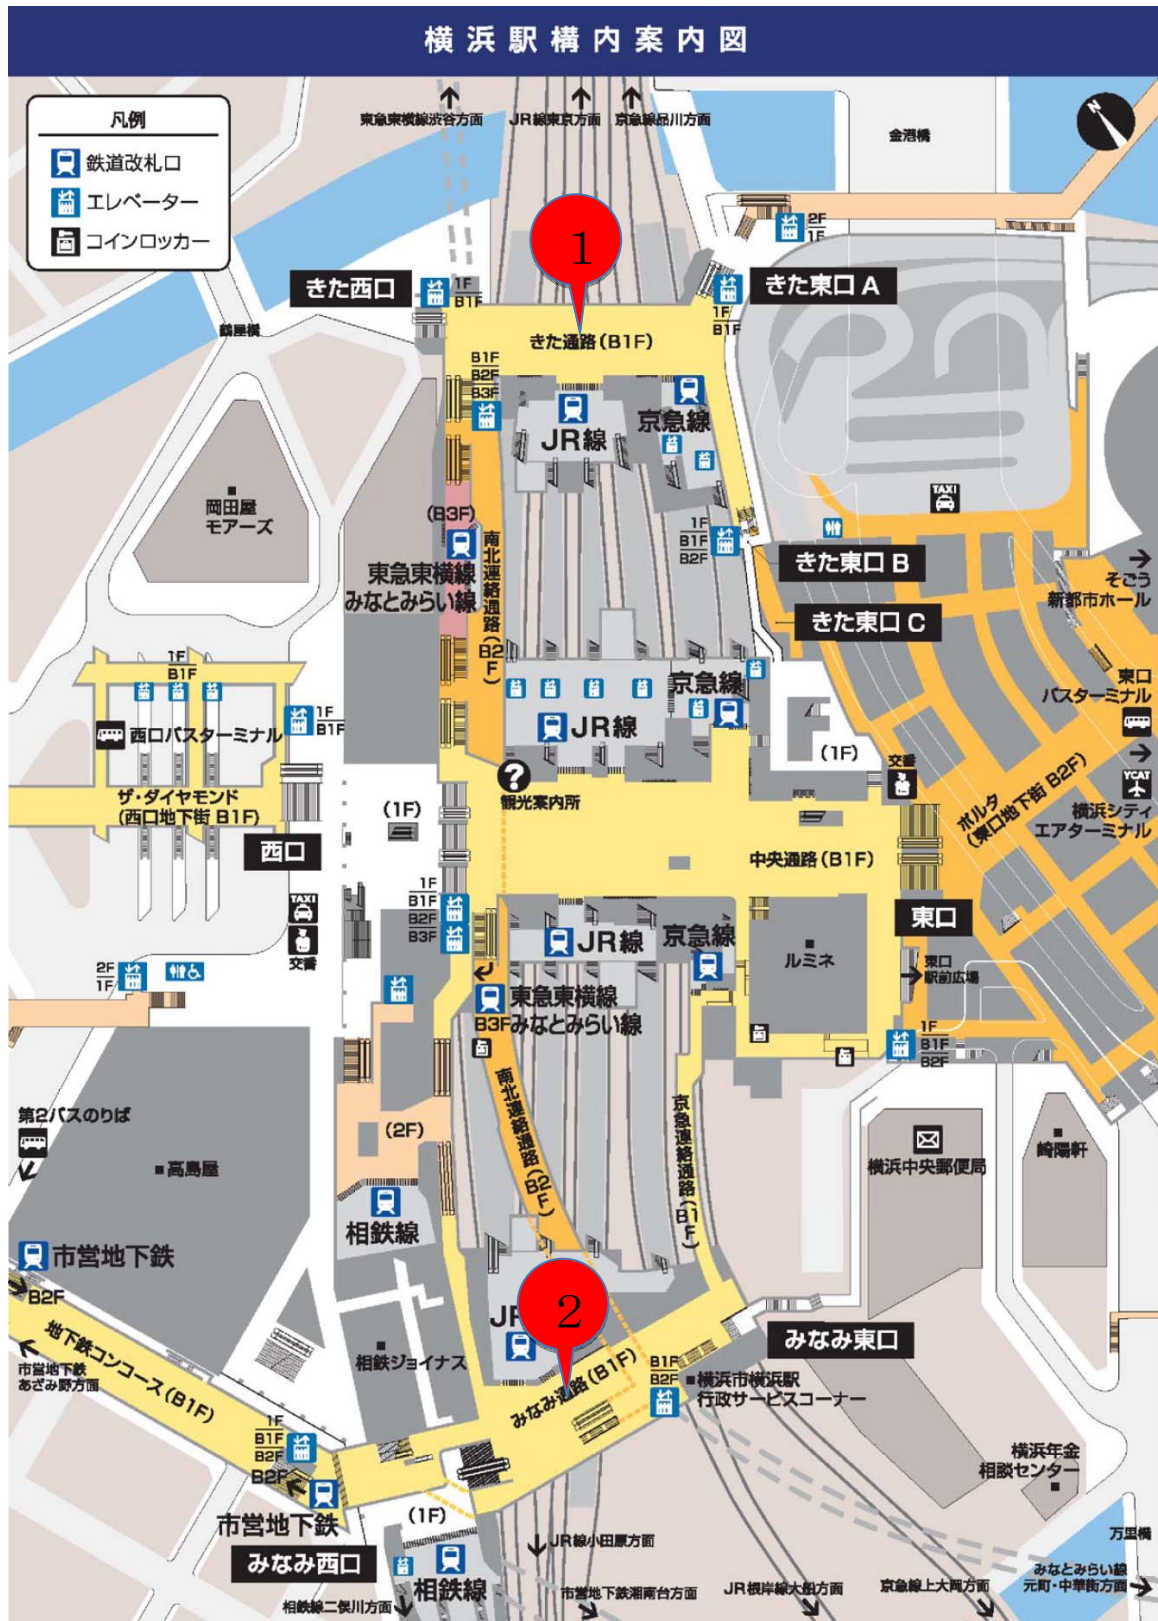 横浜駅構内案内図
凡例
鉄道改札口
エレベーター
コインロッカー
東急東横線渋谷方面
JR線東京方面
京急線品川方面
N
金港橋
1
2F
1F
きた西口
1F
B1F
きた東口 A
1F
B1F
鶴屋橋
きた通路(B1F)
B1F
B2F
B3F
JR線
京急線
岡田屋
モアーズ
TAXI
(B3F)
1F
B1F
B2F
きた東口 B
東急東横線
みなとみらい線
南北連絡通路(B2F)
そごう
新都市ホール
きた東口 C
1F
B1F
京急線
東口
バスターミナル
1F
B1F
西口バスターミナル
JR線
(1F)
交番
?
観光案内所
YCAT
横浜シティ
エアターミナル
ポルタ
(東口地下街 B2F)
ザ・ダイヤモンド
(西口地下街 B1F)
(1F)
西口
中央通路(B1F)
1F
B1F
B2F
B3F
TAXI
交番
東口
JR線
京急線
ルミネ
東口
駅前広場
2F
1F
東急東横線
みなとみらい線
B3F
1F
B1F
B2F
南北連絡通路(B2F)
京急連絡通路(B1F)
第2バスのりば
(2F)
高島屋
横浜中央郵便局
崎陽軒
相鉄線
市営地下鉄
B2F
2
JR
みなみ東口
地下鉄コンコース(B1F)
市営地下鉄
あざみ野方面
相鉄ジョイナス
みなみ通路(B1F)
B1F
B2F
横浜市横浜駅
行政サービスコーナー
1F
B1F
B2F
B2F
横浜年金
相談センター
市営地下鉄
(1F)
みなみ西口
相鉄線
JR線小田原方面
万里橋
相鉄線二俣川方面
市営地下鉄湘南台方面
JR根岸線大船方面
京急線上大岡方面
みなとみらい線
元町・中華街方面